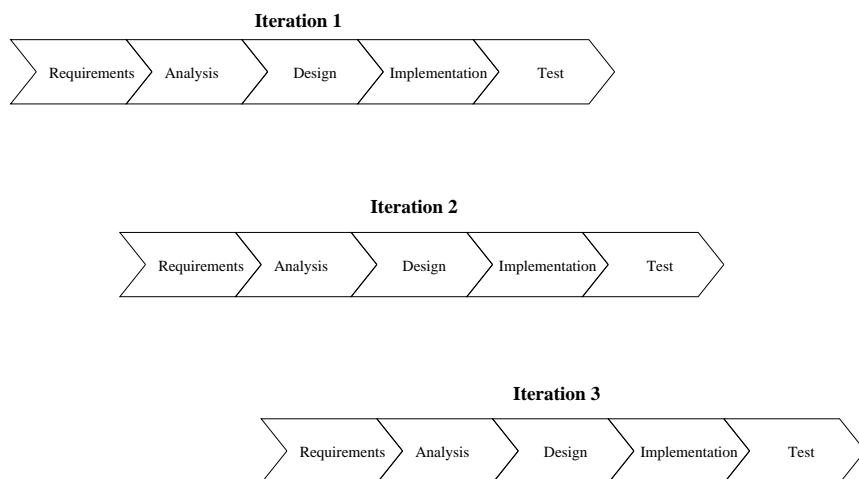 Iteration 1
Requirements Analysis Design Implementation Test
Iteration 2
Requirements Analysis Design Implementation Test
Iteration 3
Requirements Analysis Design Implementation Test